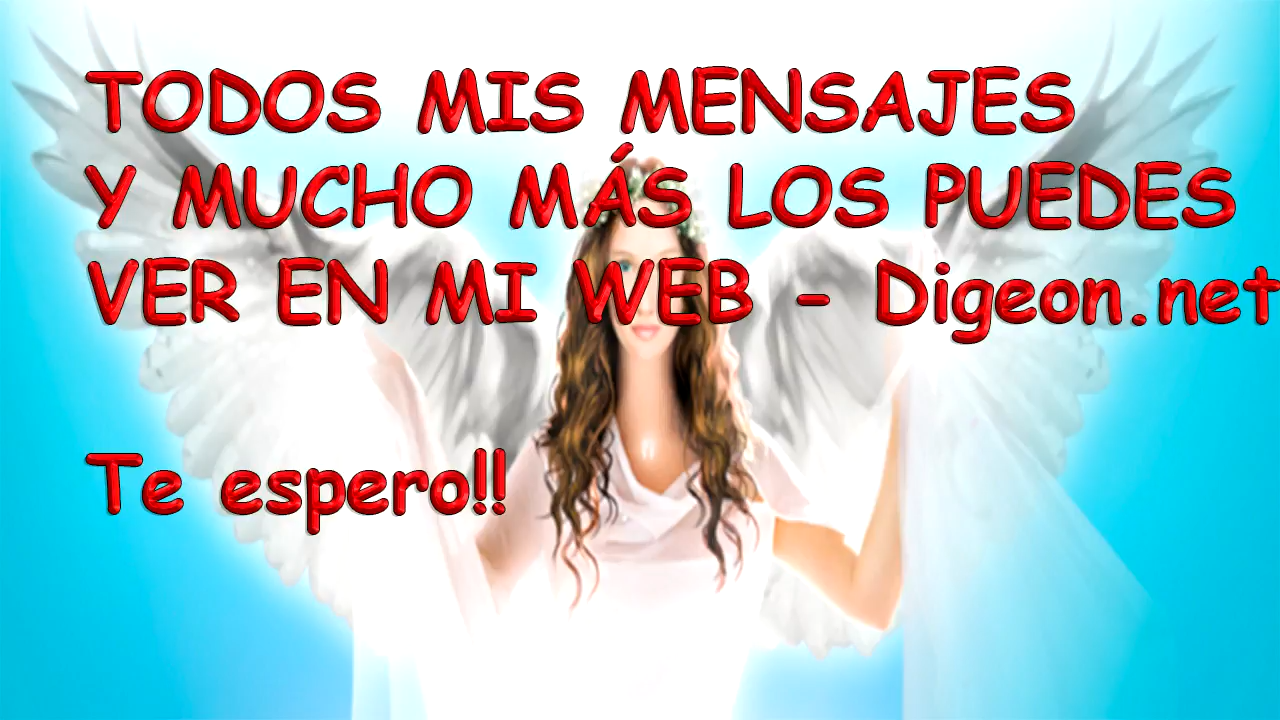 TODOS MIS MENSAJES
Y MUCHO MÁS LOS PUEDES
VER EN MI WEB - Digeon.net
Te espero!!